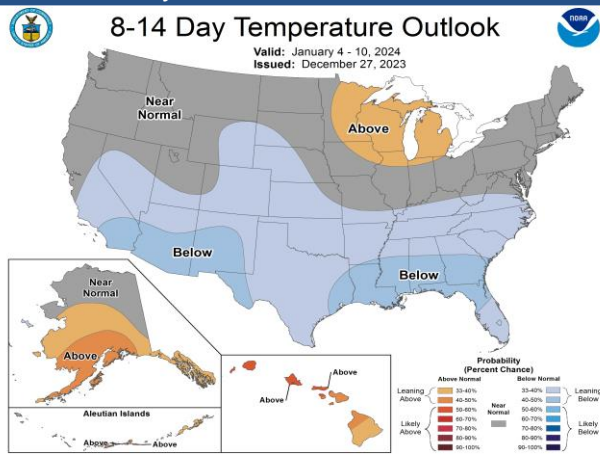 8-14 Day Temperature Outlook
Valid: January 4 - 10, 2024
Issued: December 27, 2023
NOAA
Near
Normal
Above
Below
Below
Near
Normal
Above
Aleutian Islands
Above
Above
Above
Above
Probability
(Percent Chance)
Above Normal
Below Normal
Leaning
Above
33-40%
40-50%
Likely
Above
50-60%
60-70%
70-80%
80-90%
90-100%
Near
Normal
33-40%
40-50%
Leaning
Below
50-60%
60-70%
70-80%
80-90%
90-100%
Likely
Below